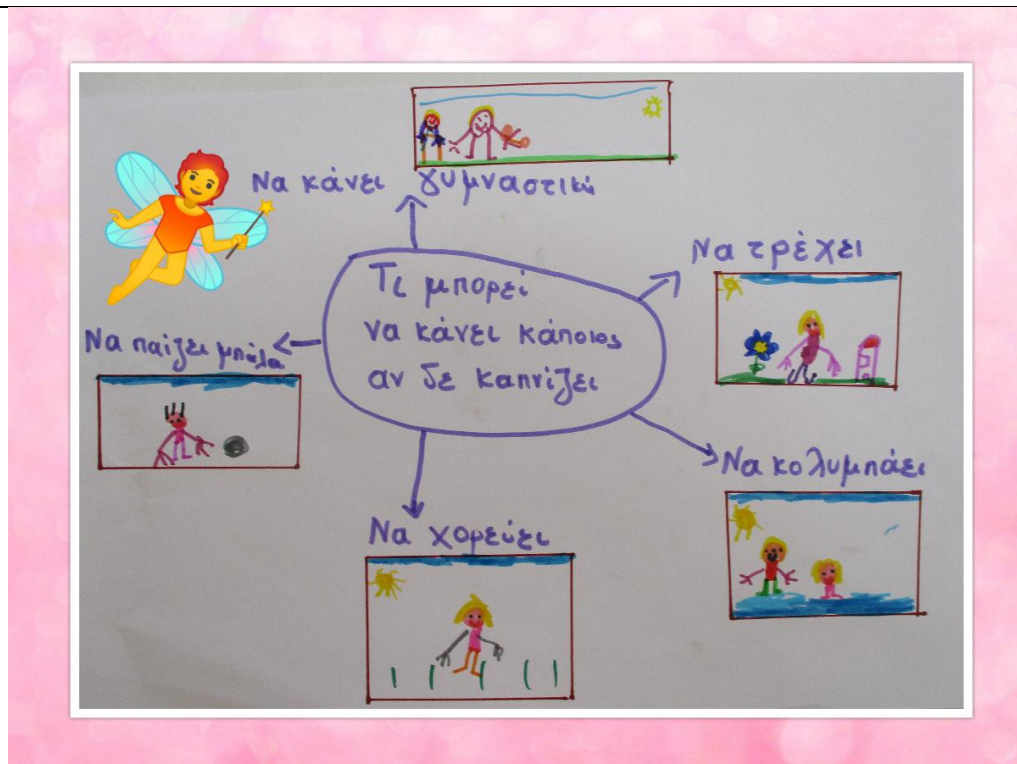 Να κάνει γυμναστική
Τι μπορεί
να κάνει κάποιος
αν δε καπνίζει
Να τρέχει
Να παίζει μπάλα
Να κολυμπάει
Να χορεύει